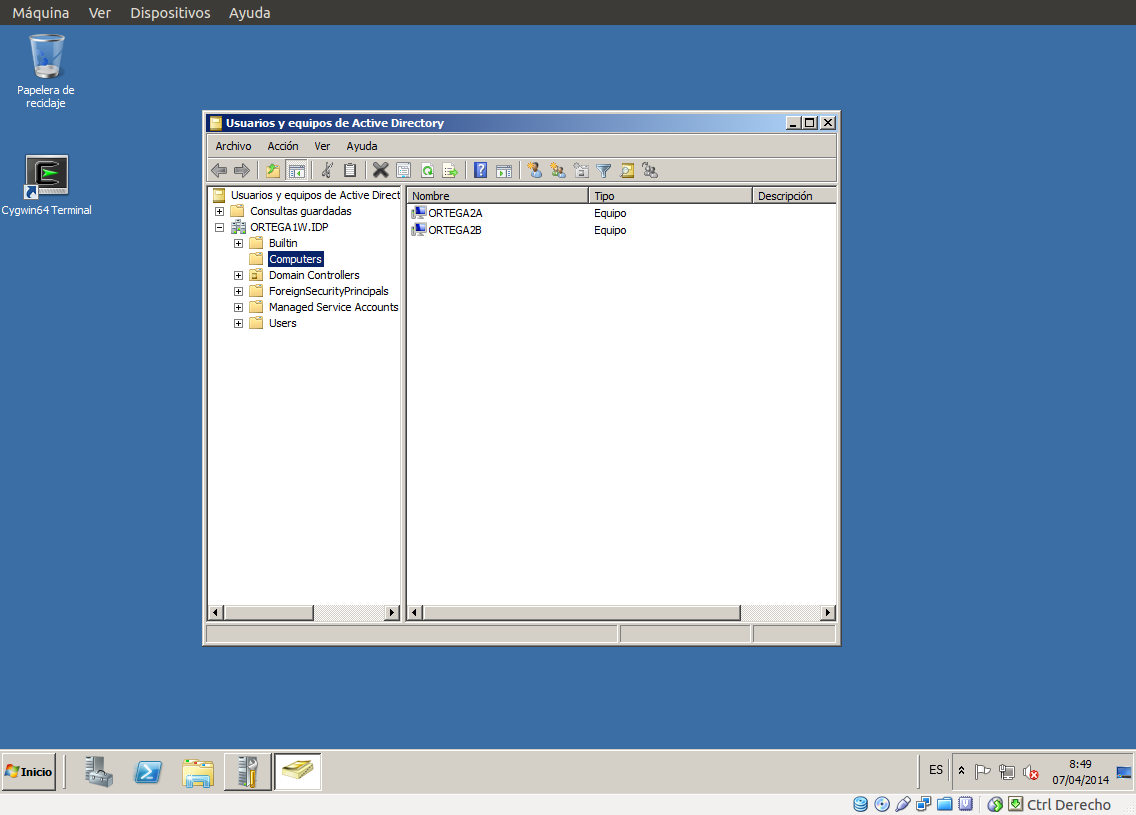 Máquina Ver Dispositivos Ayuda
Papelera de
reciclaje
Cygwin64 Terminal
Usuarios y equipos de Active Directory
Archivo Acción Ver Ayuda
Usuarios y equipos de Active Direct
Consultas guardadas
ORTEGA1W.IDP
Builtin
Computers
Domain Controllers
ForeignSecurityPrincipals
Managed Service Accounts
Users
Nombre Tipo Descripción
ORTEGA2A Equipo
ORTEGA2B Equipo
Inicio
ES
8:49
07/04/2014
Ctrl Derecho